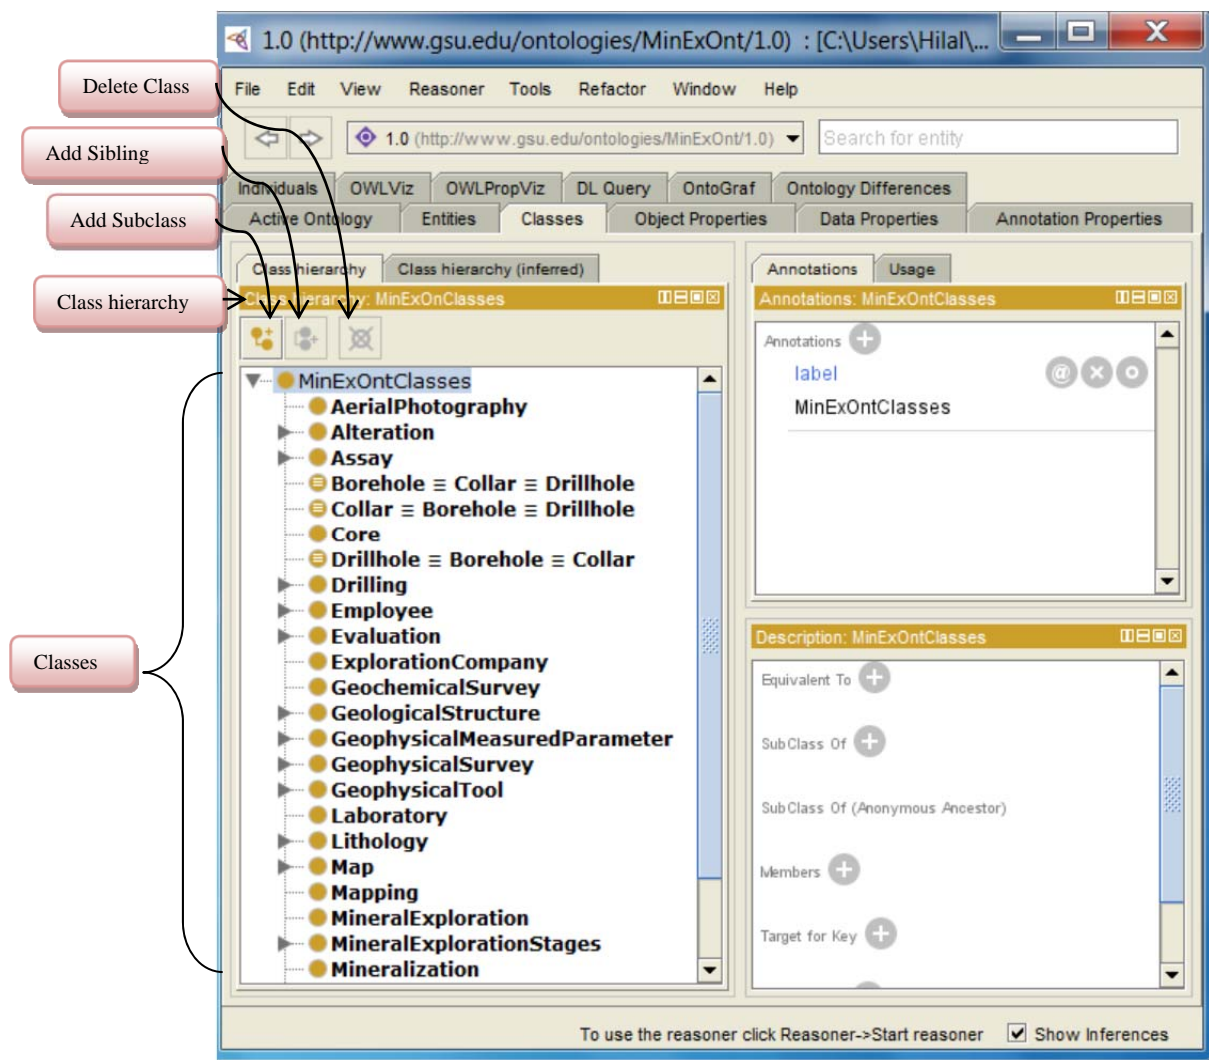 1.0 (http://www.gsu.edu/ontologies/MinExOnt/1.0) : [C:\Users\Hilal\...
Delete Class
File Edit View Reasoner Tools Refactor Window Help
1.0 (http://www.gsu.edu/ontologies/MinExOnt/1.0)
Search for entity
Add Sibling
Individuals OWLViz OWLPropViz DL Query OntoGraf Ontology Differences
Add Subclass
Active Ontology Entities Classes Object Properties Data Properties Annotation Properties
Class hierarchy Class hierarchy (inferred)
Annotations Usage
Class hierarchy
Class hierarchy: MinExOnClasses
Annotations: MinExOntClasses
Annotations
label
MinExOntClasses
MinExOntClasses
AerialPhotography
Alteration
Assay
Borehole ≡ Collar ≡ Drillhole
Collar ≡ Borehole ≡ Drillhole
Core
Drillhole ≡ Borehole ≡ Collar
Drilling
Employee
Evaluation
ExplorationCompany
GeochemicalSurvey
GeologicalStructure
GeophysicalMeasuredParameter
GeophysicalSurvey
GeophysicalTool
Laboratory
Lithology
Map
Mapping
MineralExploration
MineralExplorationStages
Mineralization
Classes
Description: MinExOntClasses
Equivalent To
SubClass Of
SubClass Of (Anonymous Ancestor)
Members
Target for Key
To use the reasoner click Reasoner->Start reasoner Show Inferences